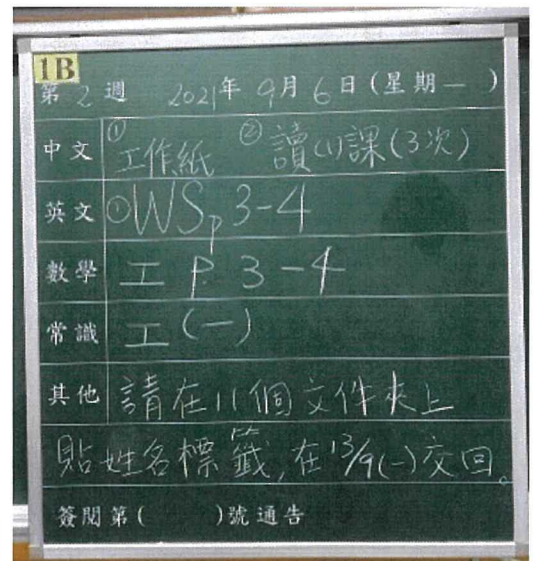 1B
第2週 2021年9月6日(星期一)
中文 ①工作紙 ②讀(1)課(3次)
英文 ①WS p 3-4
數學 工 P. 3-4
常識 工(一)
其他 請在11個文件夾上
貼姓名標籤,在13/9(一)交回。
簽閱第( )號通告